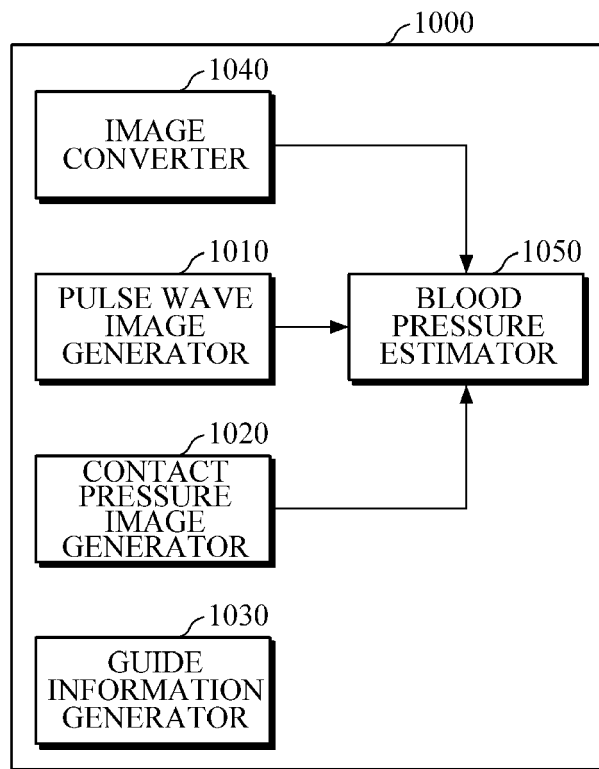 1000
1040
IMAGE
CONVERTER
1010
PULSE WAVE
IMAGE
GENERATOR
1050
BLOOD
PRESSURE
ESTIMATOR
1020
CONTACT
PRESSURE
IMAGE
GENERATOR
1030
GUIDE
INFORMATION
GENERATOR